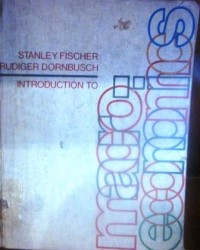 STANLEY FISCHER
RUDIGER DORNBUSCH
INTRODUCTION TO
macro:
economics